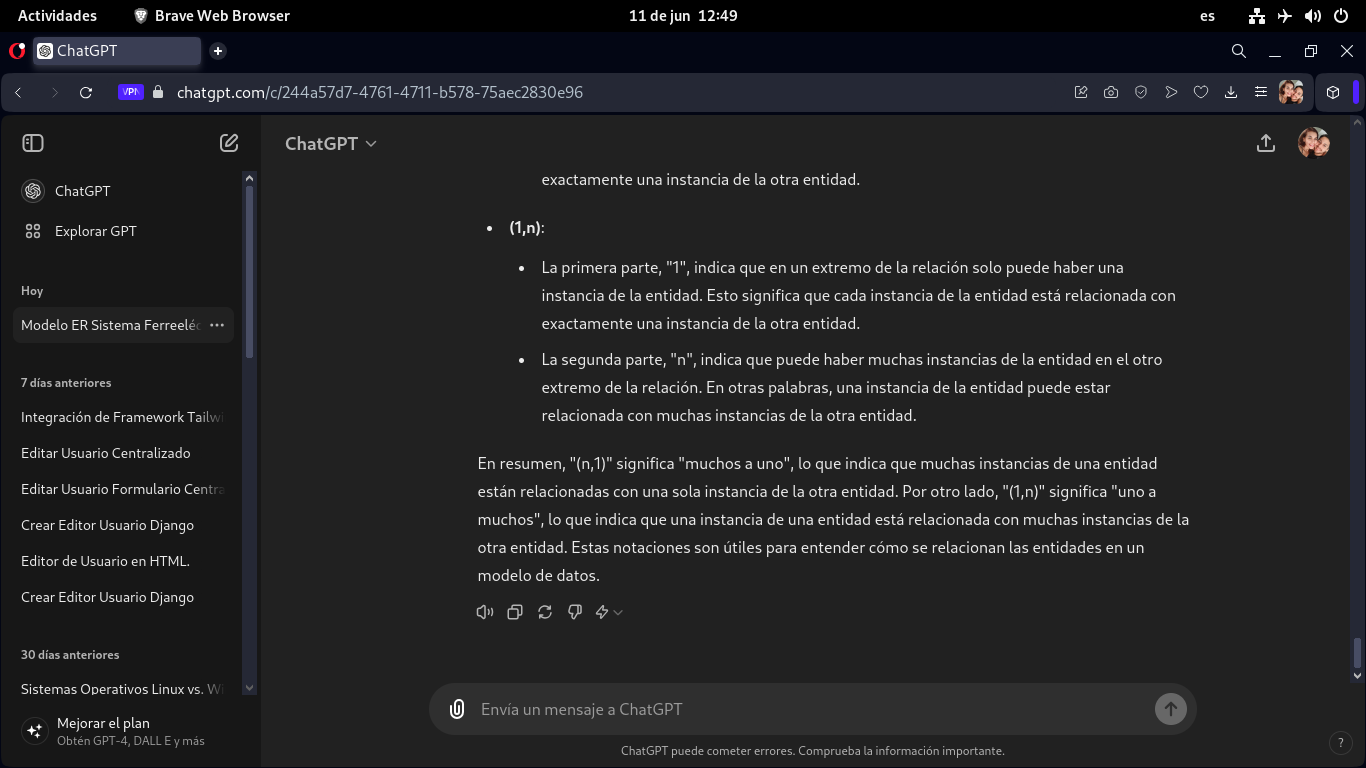 Actividades
Brave Web Browser
11 de jun 12:49
es
ChatGPT
VPN
chatgpt.com/c/244a57d7-4761-4711-b578-75aec2830e96
ChatGPT
Explorar GPT
Hoy
Modelo ER Sistema Ferreeléc
7 días anteriores
Integración de Framework Tailwi
Editar Usuario Centralizado
Editar Usuario Formulario Centra
Crear Editor Usuario Django
Editor de Usuario en HTML.
Crear Editor Usuario Django
30 días anteriores
Sistemas Operativos Linux vs. Wi
Mejorar el plan
Obtén GPT-4, DALL E y más
ChatGPT
exactamente una instancia de la otra entidad.
• (1,n):
• La primera parte, "1", indica que en un extremo de la relación solo puede haber una
instancia de la entidad. Esto significa que cada instancia de la entidad está relacionada con
exactamente una instancia de la otra entidad.
• La segunda parte, "n", indica que puede haber muchas instancias de la entidad en el otro
extremo de la relación. En otras palabras, una instancia de la entidad puede estar
relacionada con muchas instancias de la otra entidad.
En resumen, "(n,1)" significa "muchos a uno", lo que indica que muchas instancias de una entidad
están relacionadas con una sola instancia de la otra entidad. Por otro lado, "(1,n)" significa "uno a
muchos", lo que indica que una instancia de una entidad está relacionada con muchas instancias de la
otra entidad. Estas notaciones son útiles para entender cómo se relacionan las entidades en un
modelo de datos.
Envía un mensaje a ChatGPT
ChatGPT puede cometer errores. Comprueba la información importante.
?